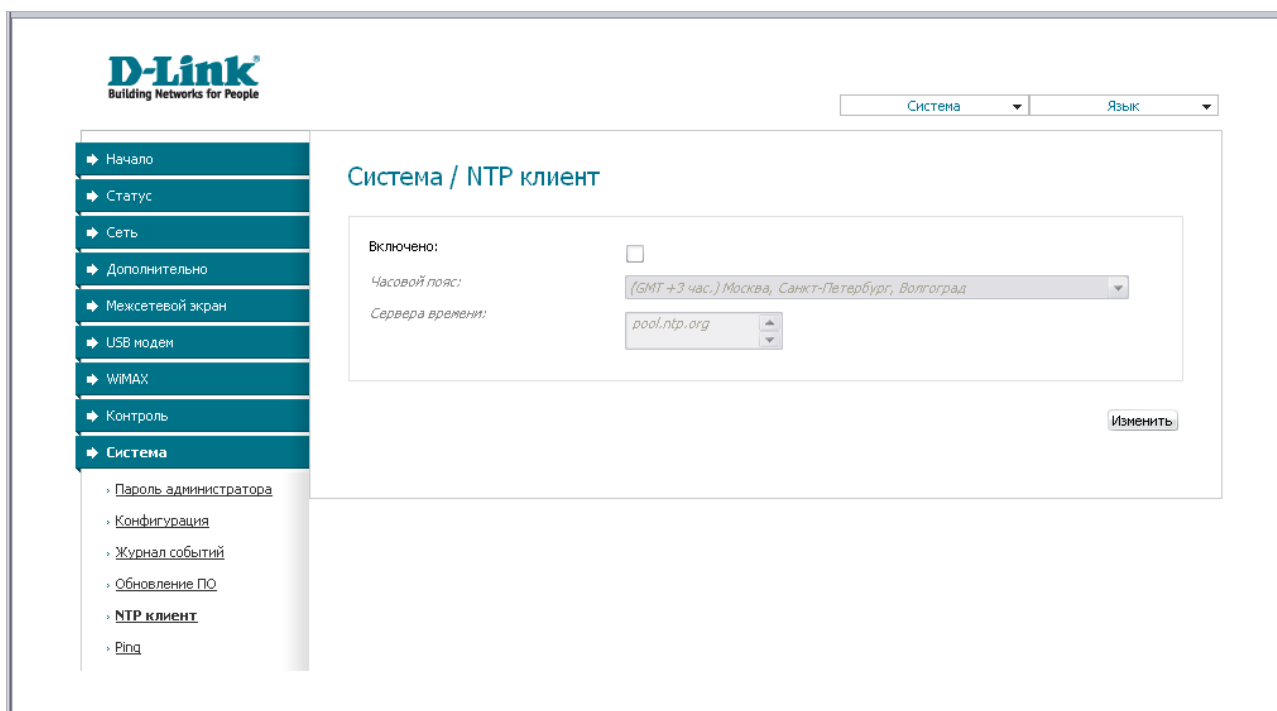 D-Link
Building Networks for People
Система
Язык
Начало
Статус
Сеть
Дополнительно
Межсетевой экран
USB модем
WiMAX
Контроль
Система
Пароль администратора
Конфигурация
Журнал событий
Обновление ПО
NTP клиент
Ping
Система / NTP клиент
Включено:
Часовой пояс:
(GMT +3 час.) Москва, Санкт-Петербург, Волгоград
Сервера времени:
pool.ntp.org
Изменить